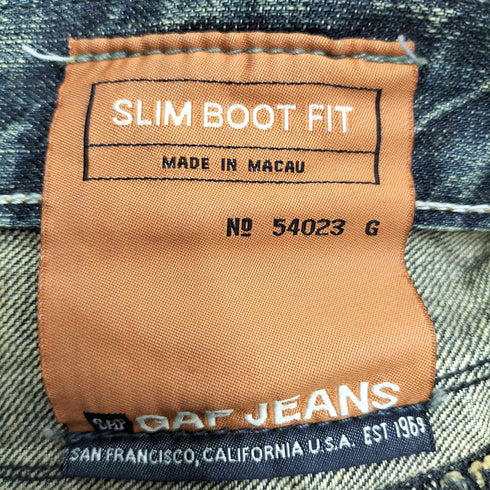 SLIM BOOT FIT
MADE IN MACAU
Nº 54023 G
GAP JEANS
SAN FRANCISCO, CALIFORNIA U.S.A. EST 1969